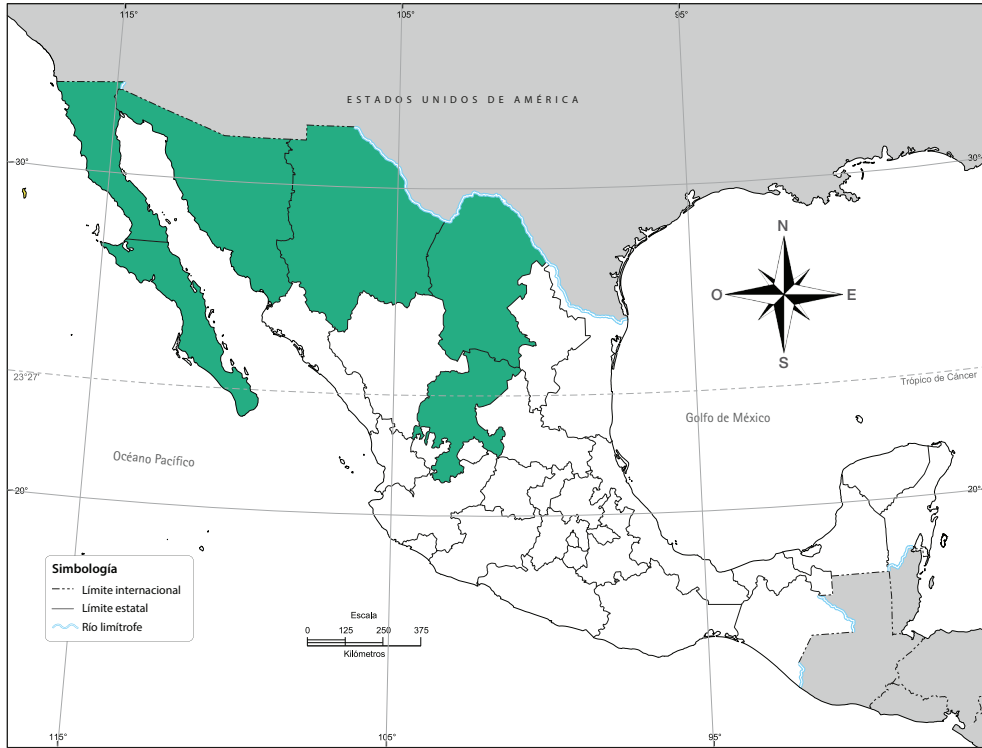 115°
105°
95°
ESTADOS UNIDOS DE AMÉRICA
30°
30°
N
O
E
S
23°27'
Trópico de Cáncer
Golfo de México
Océano Pacífico
20°
20°
Simbología
Límite internacional
Límite estatal
Río limítrofe
Escala
0 125 250 375
Kilómetros
115°
105°
95°